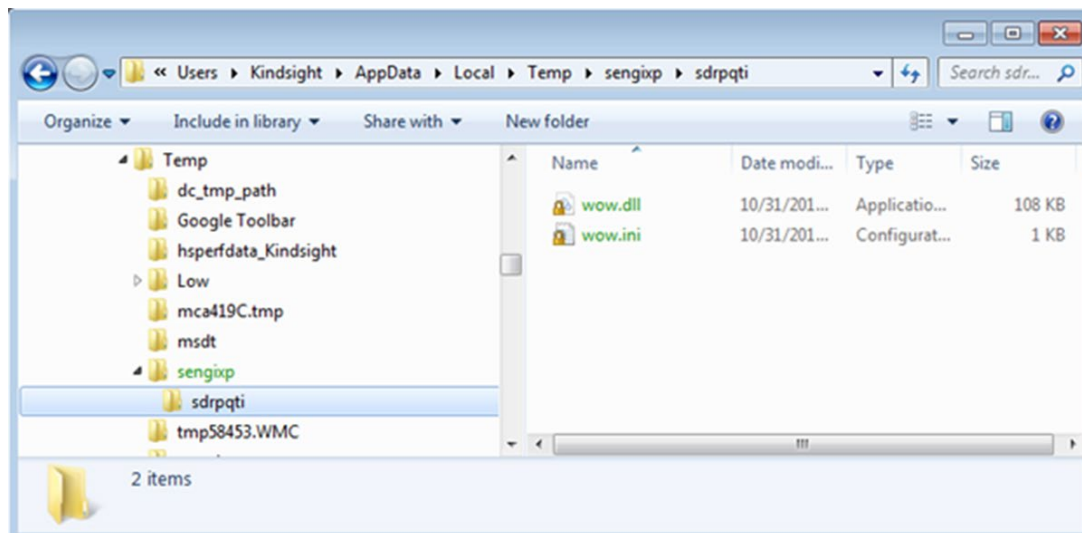 « Users ▸ Kindsight ▸ AppData ▸ Local ▸ Temp ▸ sengixp ▸ sdrpqti
Search sdr...
Organize Include in library Share with New folder
Temp
dc_tmp_path
Google Toolbar
hsperfdata_Kindsight
Low
mca419C.tmp
msdt
sengixp
sdrpqti
tmp58453.WMC
Name Date modi... Type Size
wow.dll 10/31/201... Applicatio... 108 KB
wow.ini 10/31/201... Configurat... 1 KB
2 items